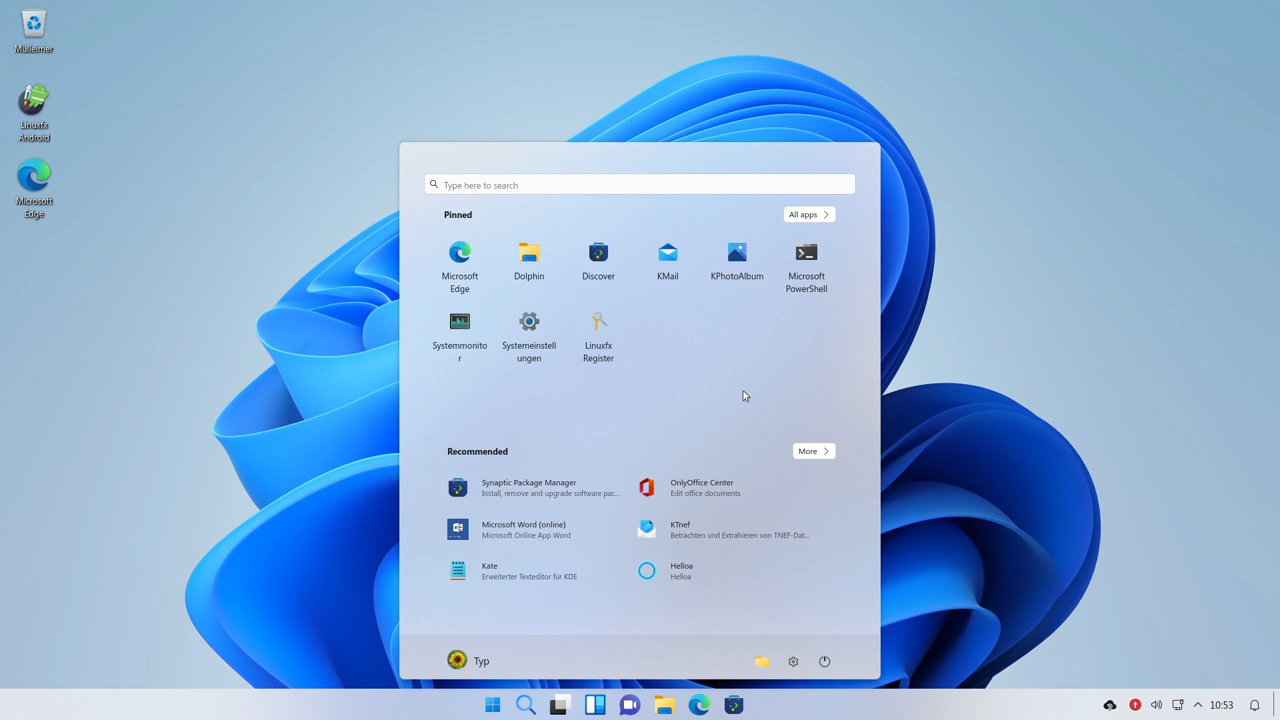 Mülleimer
Linuxfx
Android
Microsoft
Edge
Type here to search
Pinned
All apps
Microsoft
Edge
Dolphin
Discover
KMail
KPhotoAlbum
Microsoft
PowerShell
Systemmonito
r
Systemeinstell
ungen
Linuxfx
Register
Recommended
More
Synaptic Package Manager
Install, remove and upgrade software pac...
OnlyOffice Center
Edit office documents
Microsoft Word (online)
Microsoft Online App Word
KTnef
Betrachten und Extrahieren von TNEF-Dat...
Kate
Erweiterter Texteditor für KDE
Helloa
Helloa
Typ
10:53